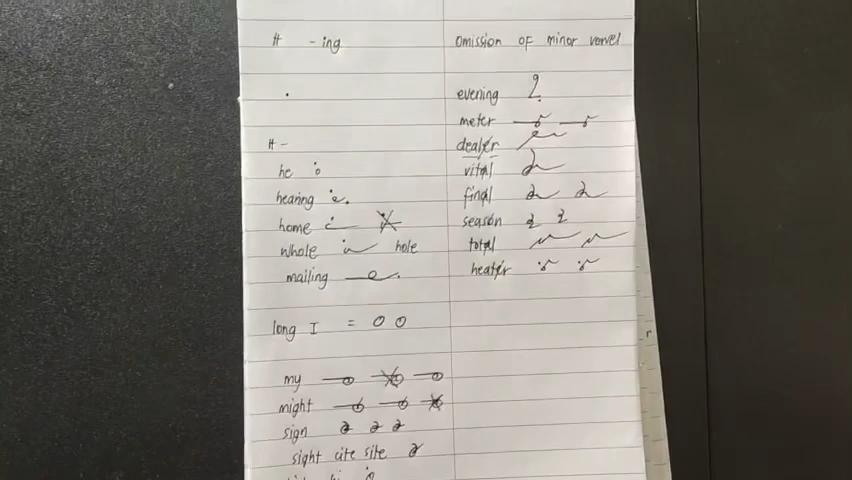 H -ing
H-
he
hearing
home
whole hole
mailing
long I =
my
might
sign
sight cite site
Omission of minor vowel
evening
meter
dealer
vital
final
season
total
heater
r